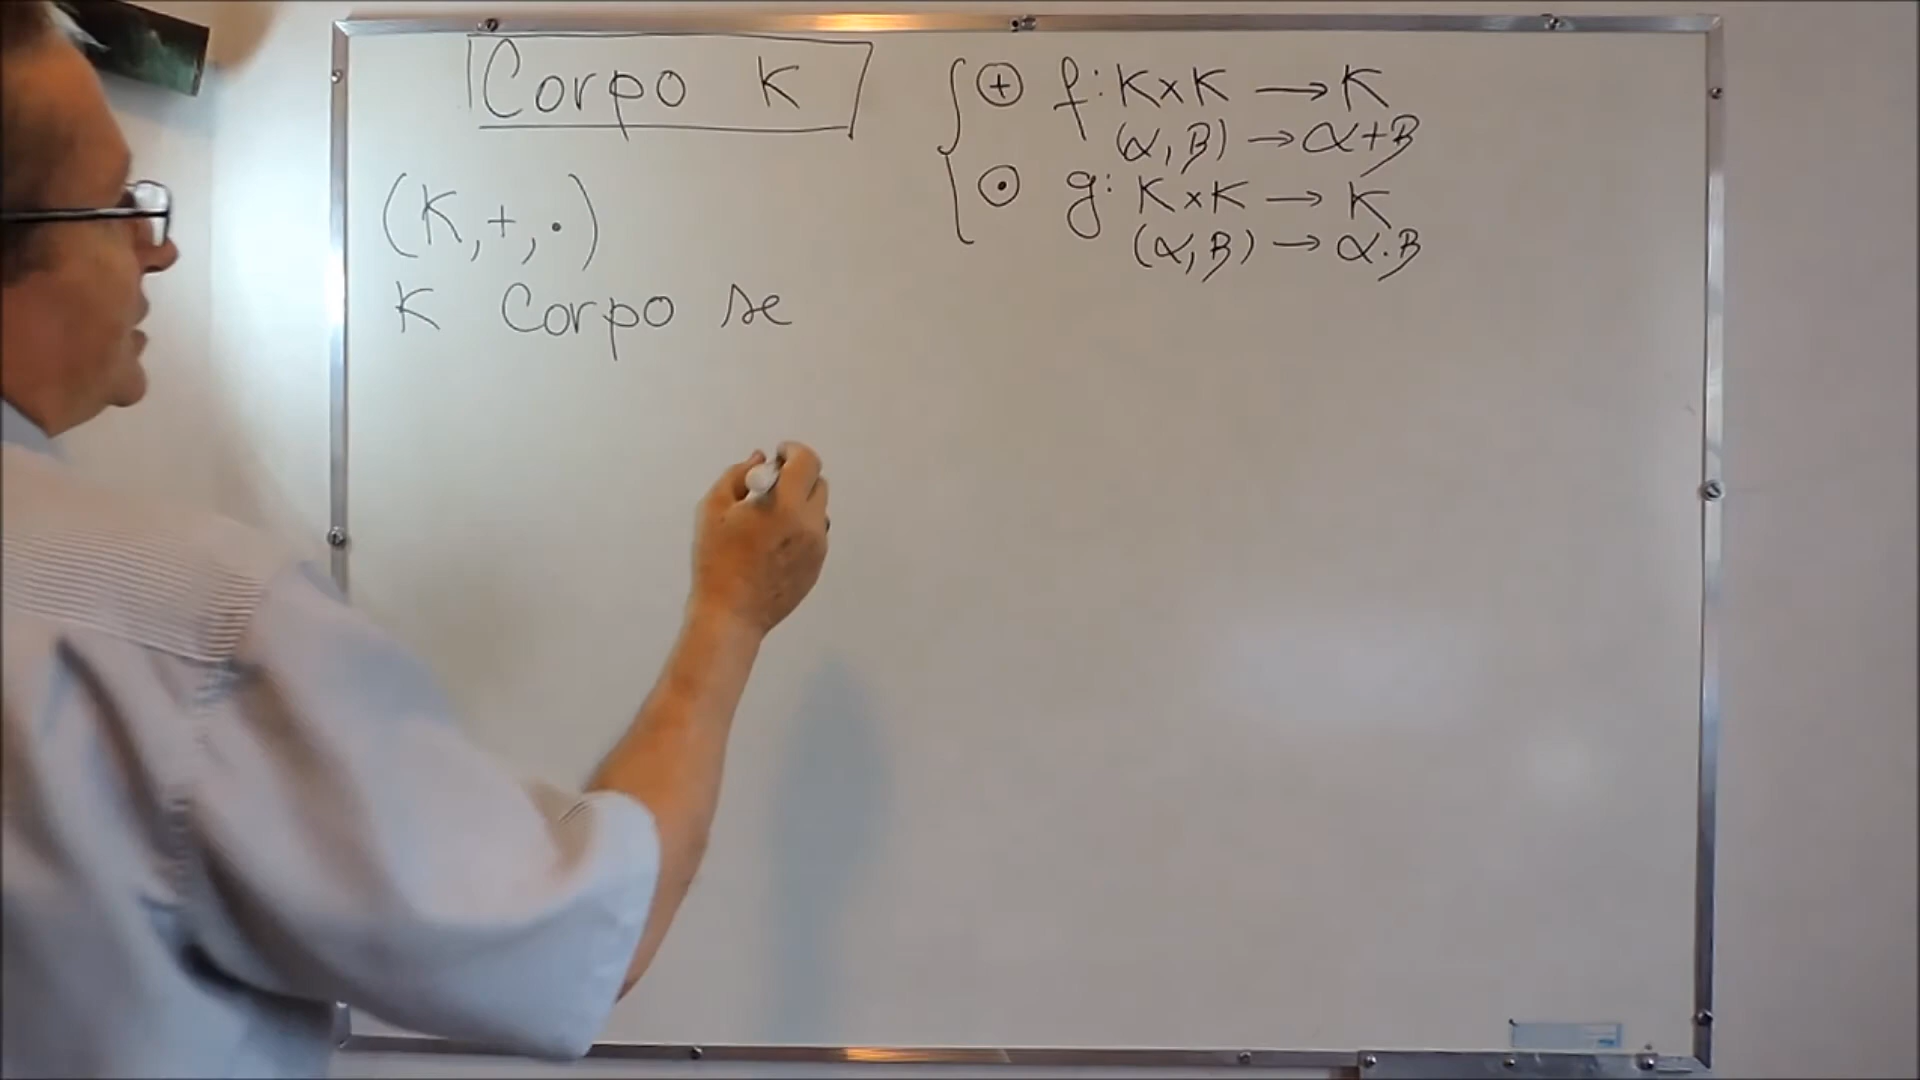 Corpo K
(K,+,·)
K Corpo se
⊕ f: K×K → K
(α, β) → α+β
⊙ g: K×K → K
(α, β) → α.β